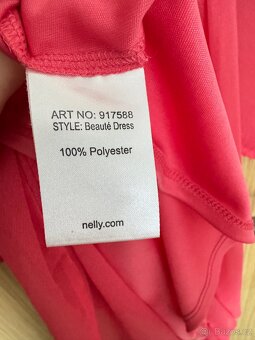 ART NO: 917588
STYLE: Beauté Dress
100% Polyester
nelly.com